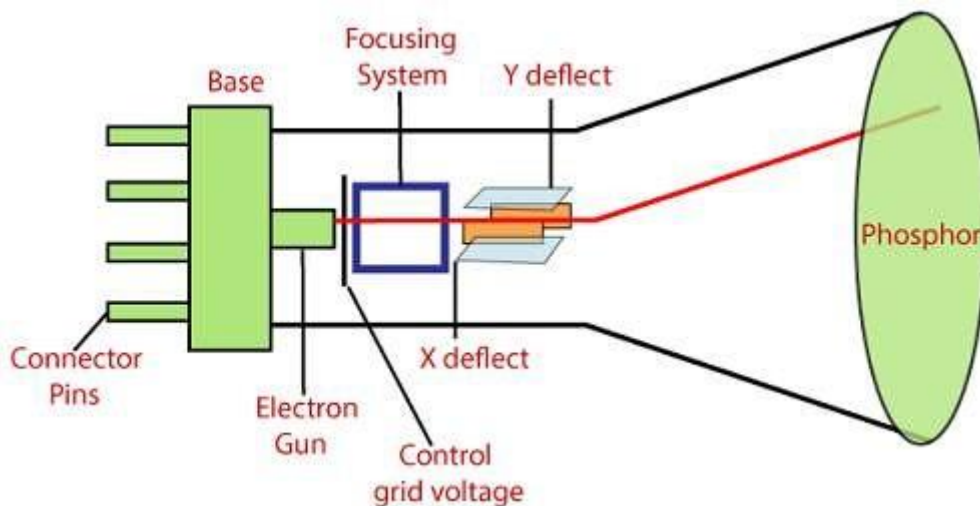 Focusing
System
Y deflect
Base
Phosphor
Connector
Pins
X deflect
Electron
Gun
Control
grid voltage